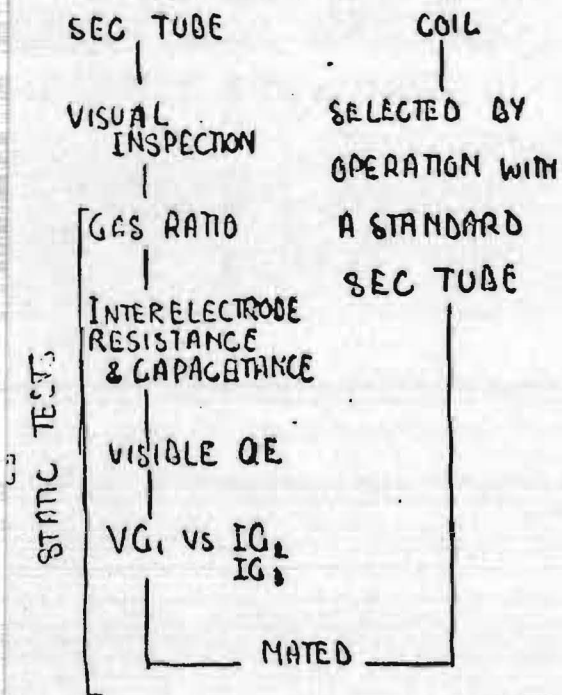 SEC TUBE
VISUAL
INSPECTION
GAS RATIO
INTERELECTRODE
RESISTANCE
& CAPACITANCE
VISIBLE QE
VG1 VS IG2
IG3
STATIC TESTS
COIL
SELECTED BY
OPERATION WITH
A STANDARD
SEC TUBE
MATED